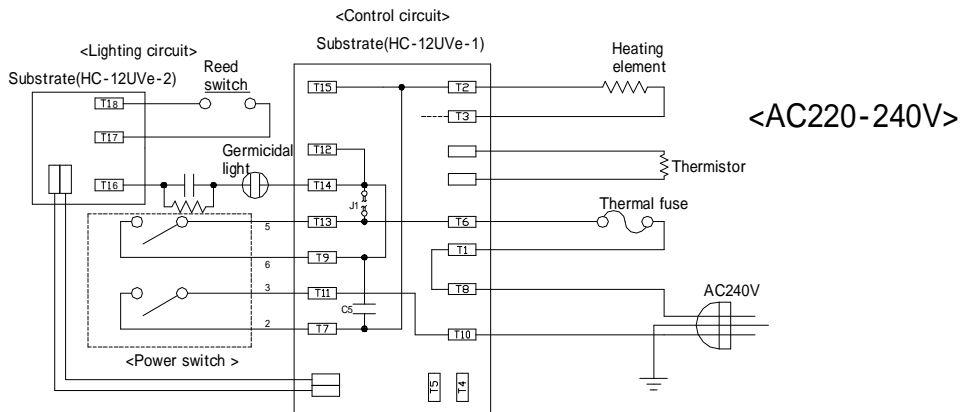 <Control circuit>
Substrate(HC-12UVe-1)
<Lighting circuit>
Substrate(HC-12UVe-2)
Reed
switch
Heating
element
T18
T17
T16
T15
T2
T3
<AC220-240V>
Germicidal
light
T12
T14
J1
T13
T6
Thermistor
Thermal fuse
5
6
T9
T1
3
T11
T8
AC240V
C5
2
T7
T10
<Power switch >
T5
T4